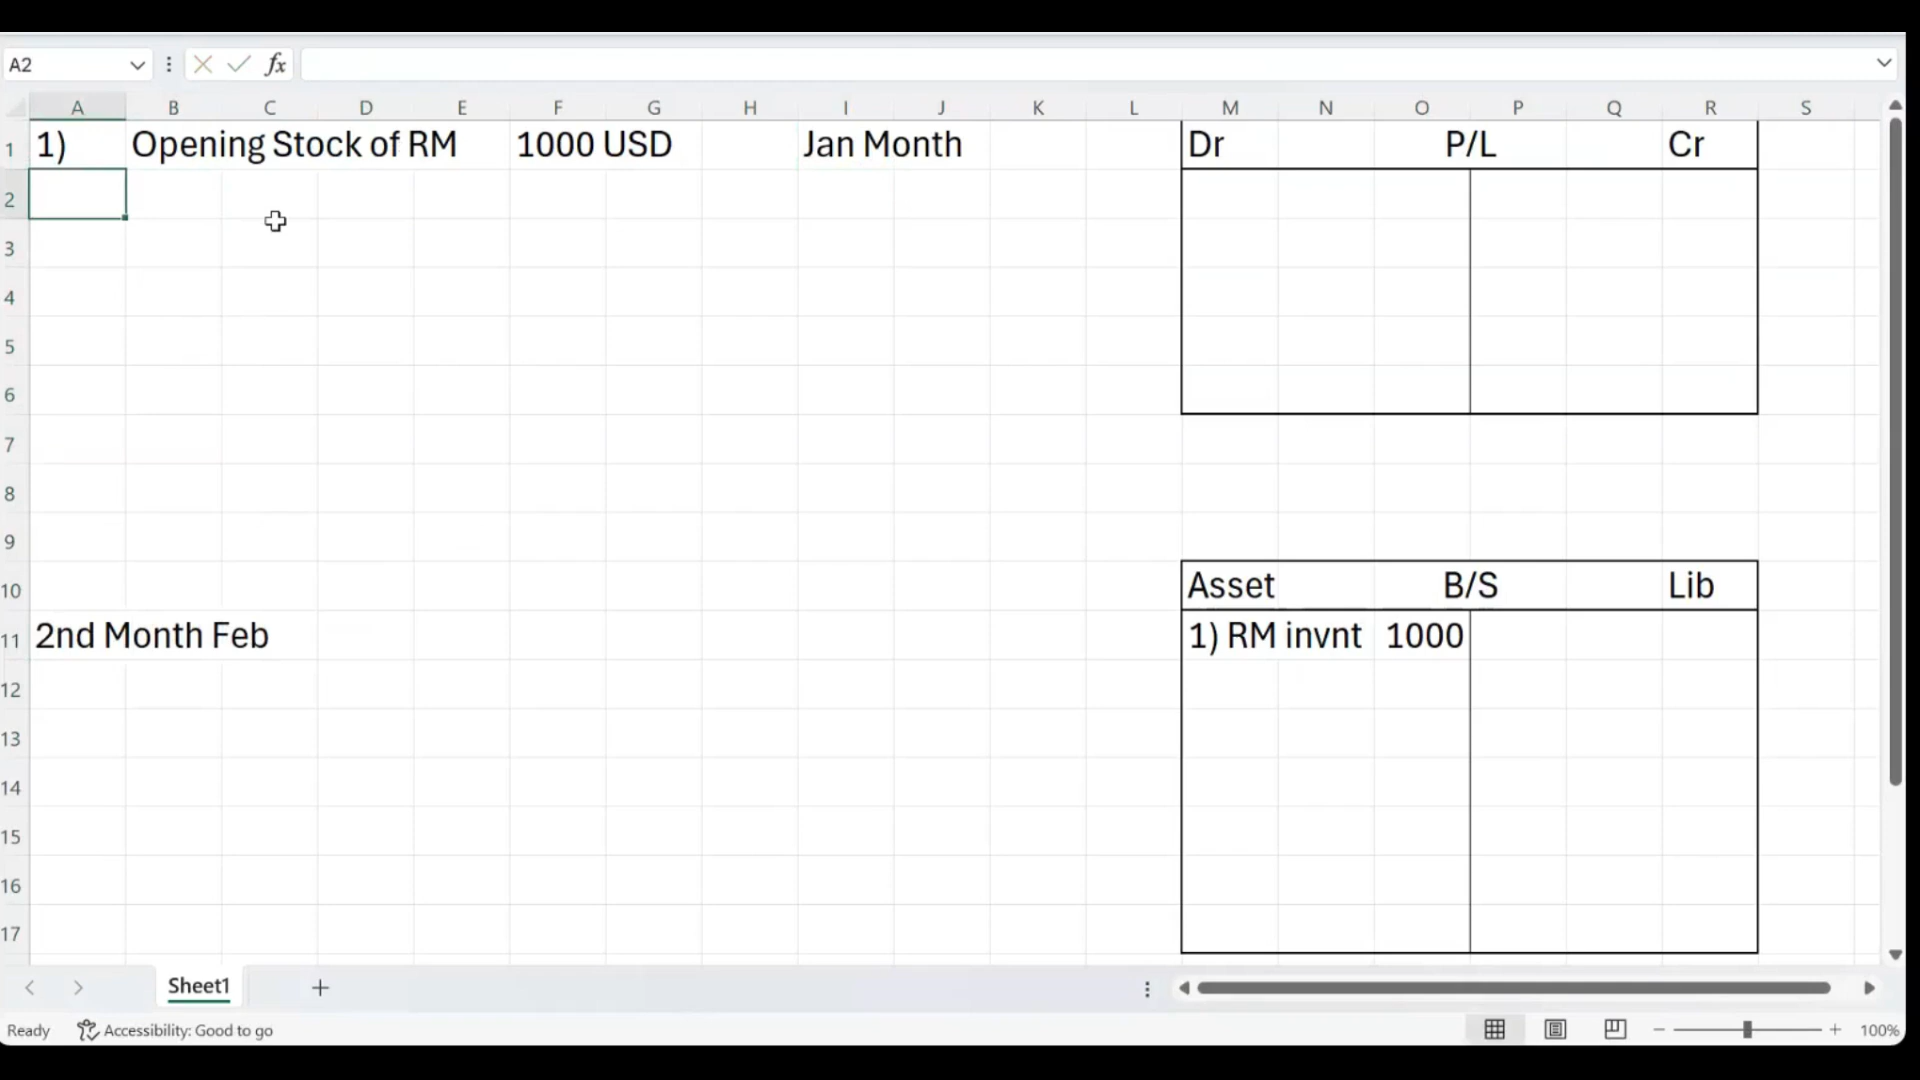 A2 fx
A B C D E F G H I J K L M N O P Q R S
1 1) Opening Stock of RM 1000 USD Jan Month Dr P/L Cr
2
3
4
5
6
7
8
9
10 Asset B/S Lib
11 2nd Month Feb 1) RM invnt 1000
12
13
14
15
16
17
Sheet1
Ready Accessibility: Good to go 100%